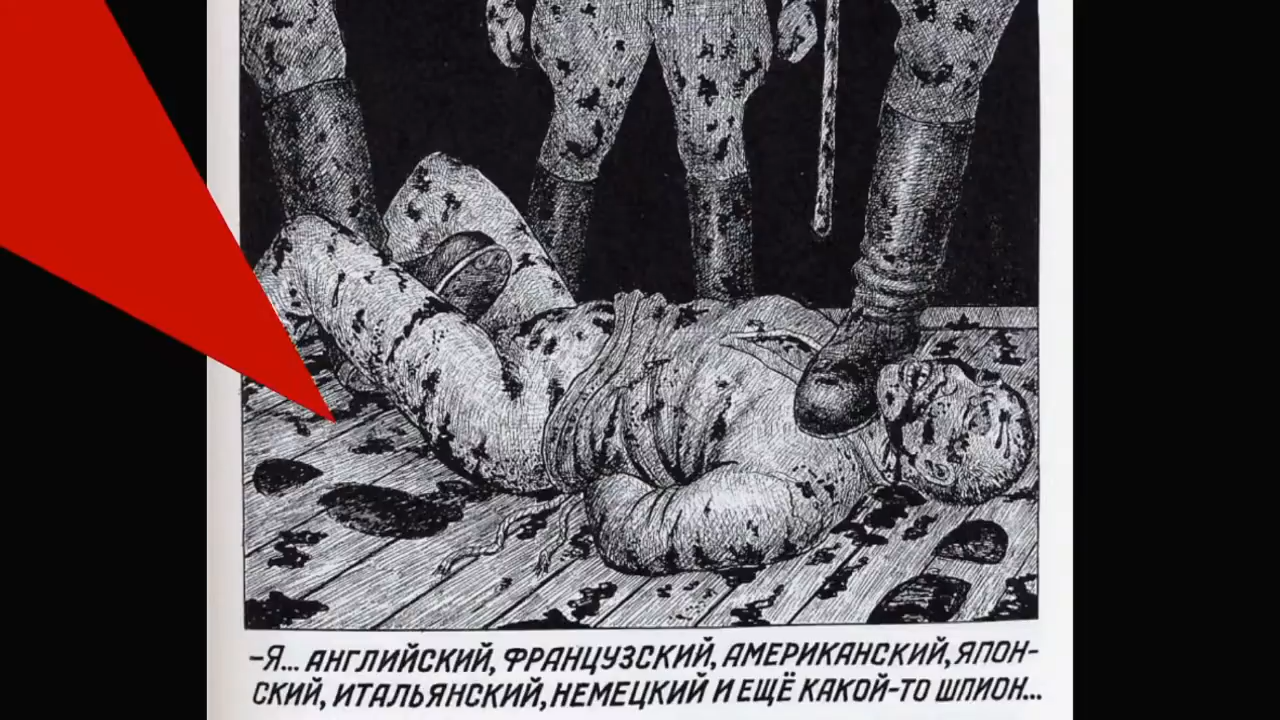 –Я... АНГЛИЙСКИЙ, ФРАНЦУЗСКИЙ, АМЕРИКАНСКИЙ, ЯПОН-
СКИЙ, ИТАЛЬЯНСКИЙ, НЕМЕЦКИЙ И ЕЩЁ КАКОЙ-ТО ШПИОН...